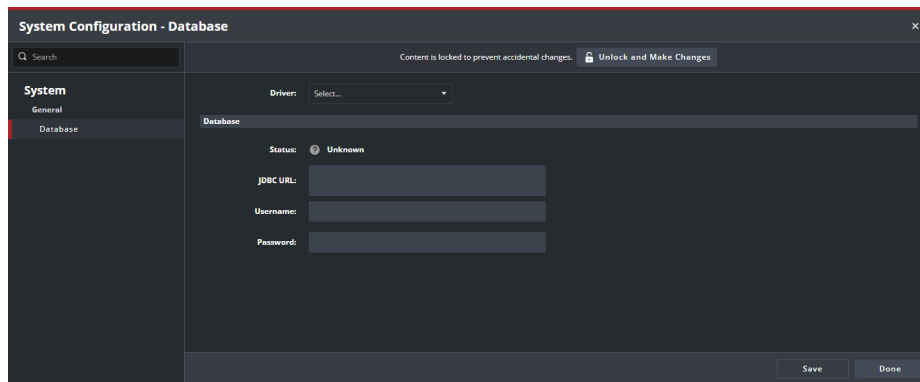 System Configuration - Database
×
Search
Content is locked to prevent accidental changes. Unlock and Make Changes
System
General
Database
Driver: Select...
Database
Status: ? Unknown
JDBC URL:
Username:
Password:
Save Done